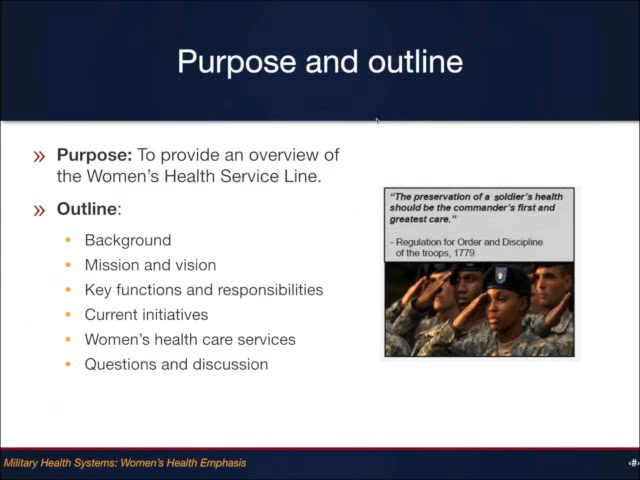 Purpose and outline
» Purpose: To provide an overview of
the Women's Health Service Line.
» Outline:
• Background
• Mission and vision
• Key functions and responsibilities
• Current initiatives
• Women's health care services
• Questions and discussion
"The preservation of a soldier's health
should be the commander's first and
greatest care."
- Regulation for Order and Discipline
of the troops, 1779
Military Health Systems: Women's Health Emphasis
‹#›